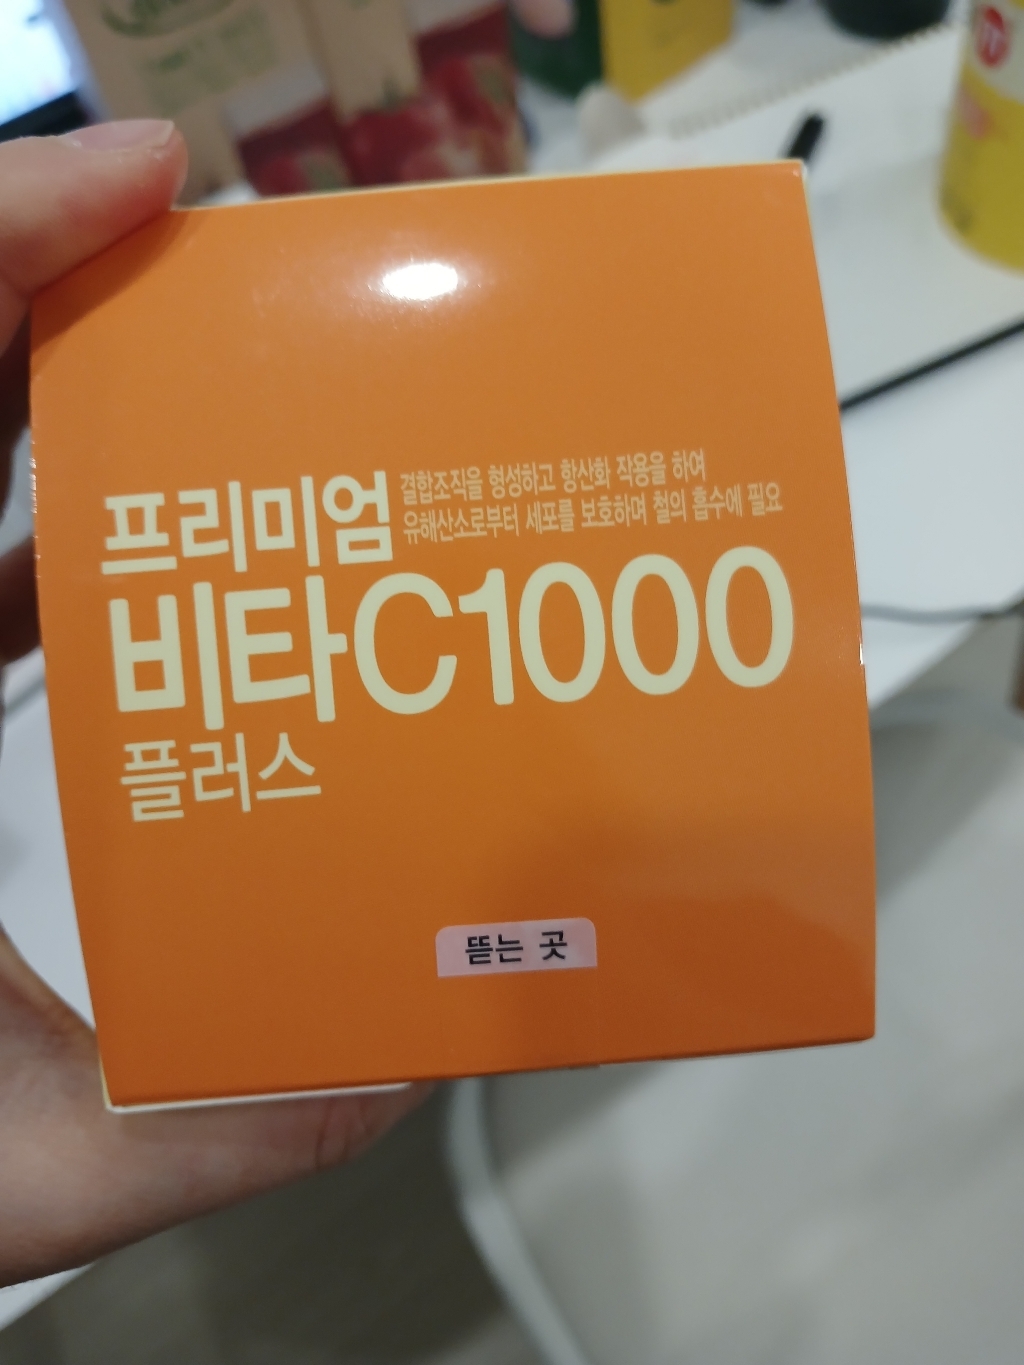 프리미엄
결합조직을 형성하고 항산화 작용을 하여
유해산소로부터 세포를 보호하며 철의 흡수에 필요
비타C1000
플러스
뜯는 곳